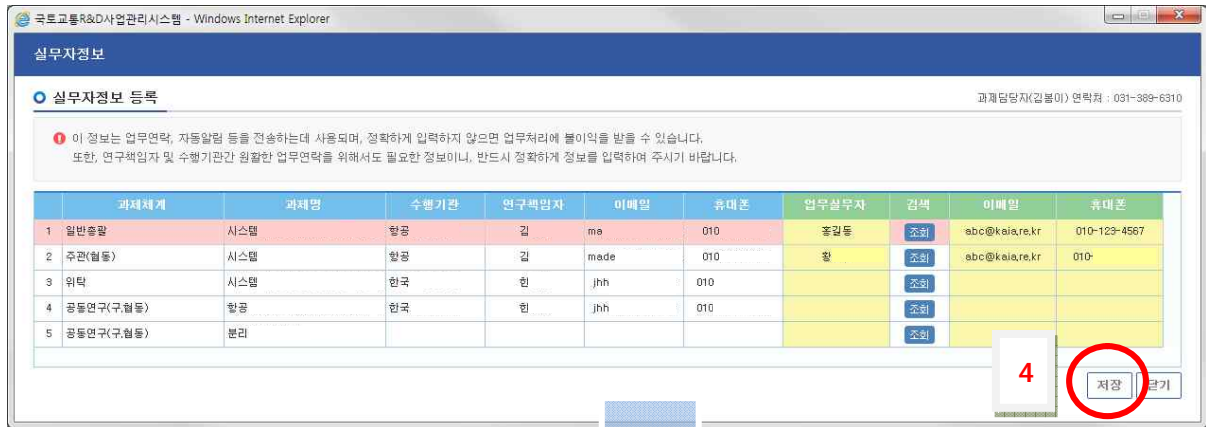 국토교통R&D사업관리시스템 - Windows Internet Explorer
실무자정보
실무자정보 등록
과제담당자(김봄이) 연락처 : 031-389-6310
이 정보는 업무연락, 자동알림 등을 전송하는데 사용되며, 정확하게 입력하지 않으면 업무처리에 불이익을 받을 수 있습니다.
또한, 연구책임자 및 수행기관간 원활한 업무연락을 위해서도 필요한 정보이니, 반드시 정확하게 정보를 입력하여 주시기 바랍니다.
과제체계 과제명 수행기관 연구책임자 이메일 휴대폰 업무실무자 검색 이메일 휴대폰
1 일반총괄 시스템 항공 김 ma 010 홍길동 조회 abc@kaia,re,kr 010-123-4567
2 주관(협동) 시스템 항공 김 made 010 황 조회 abc@kaia,re,kr 010-
3 위탁 시스템 한국 한 jhh 010 조회
4 공동연구(구,협동) 항공 한국 한 jhh 010 조회
5 공동연구(구,협동) 분리 조회
4
저장 닫기